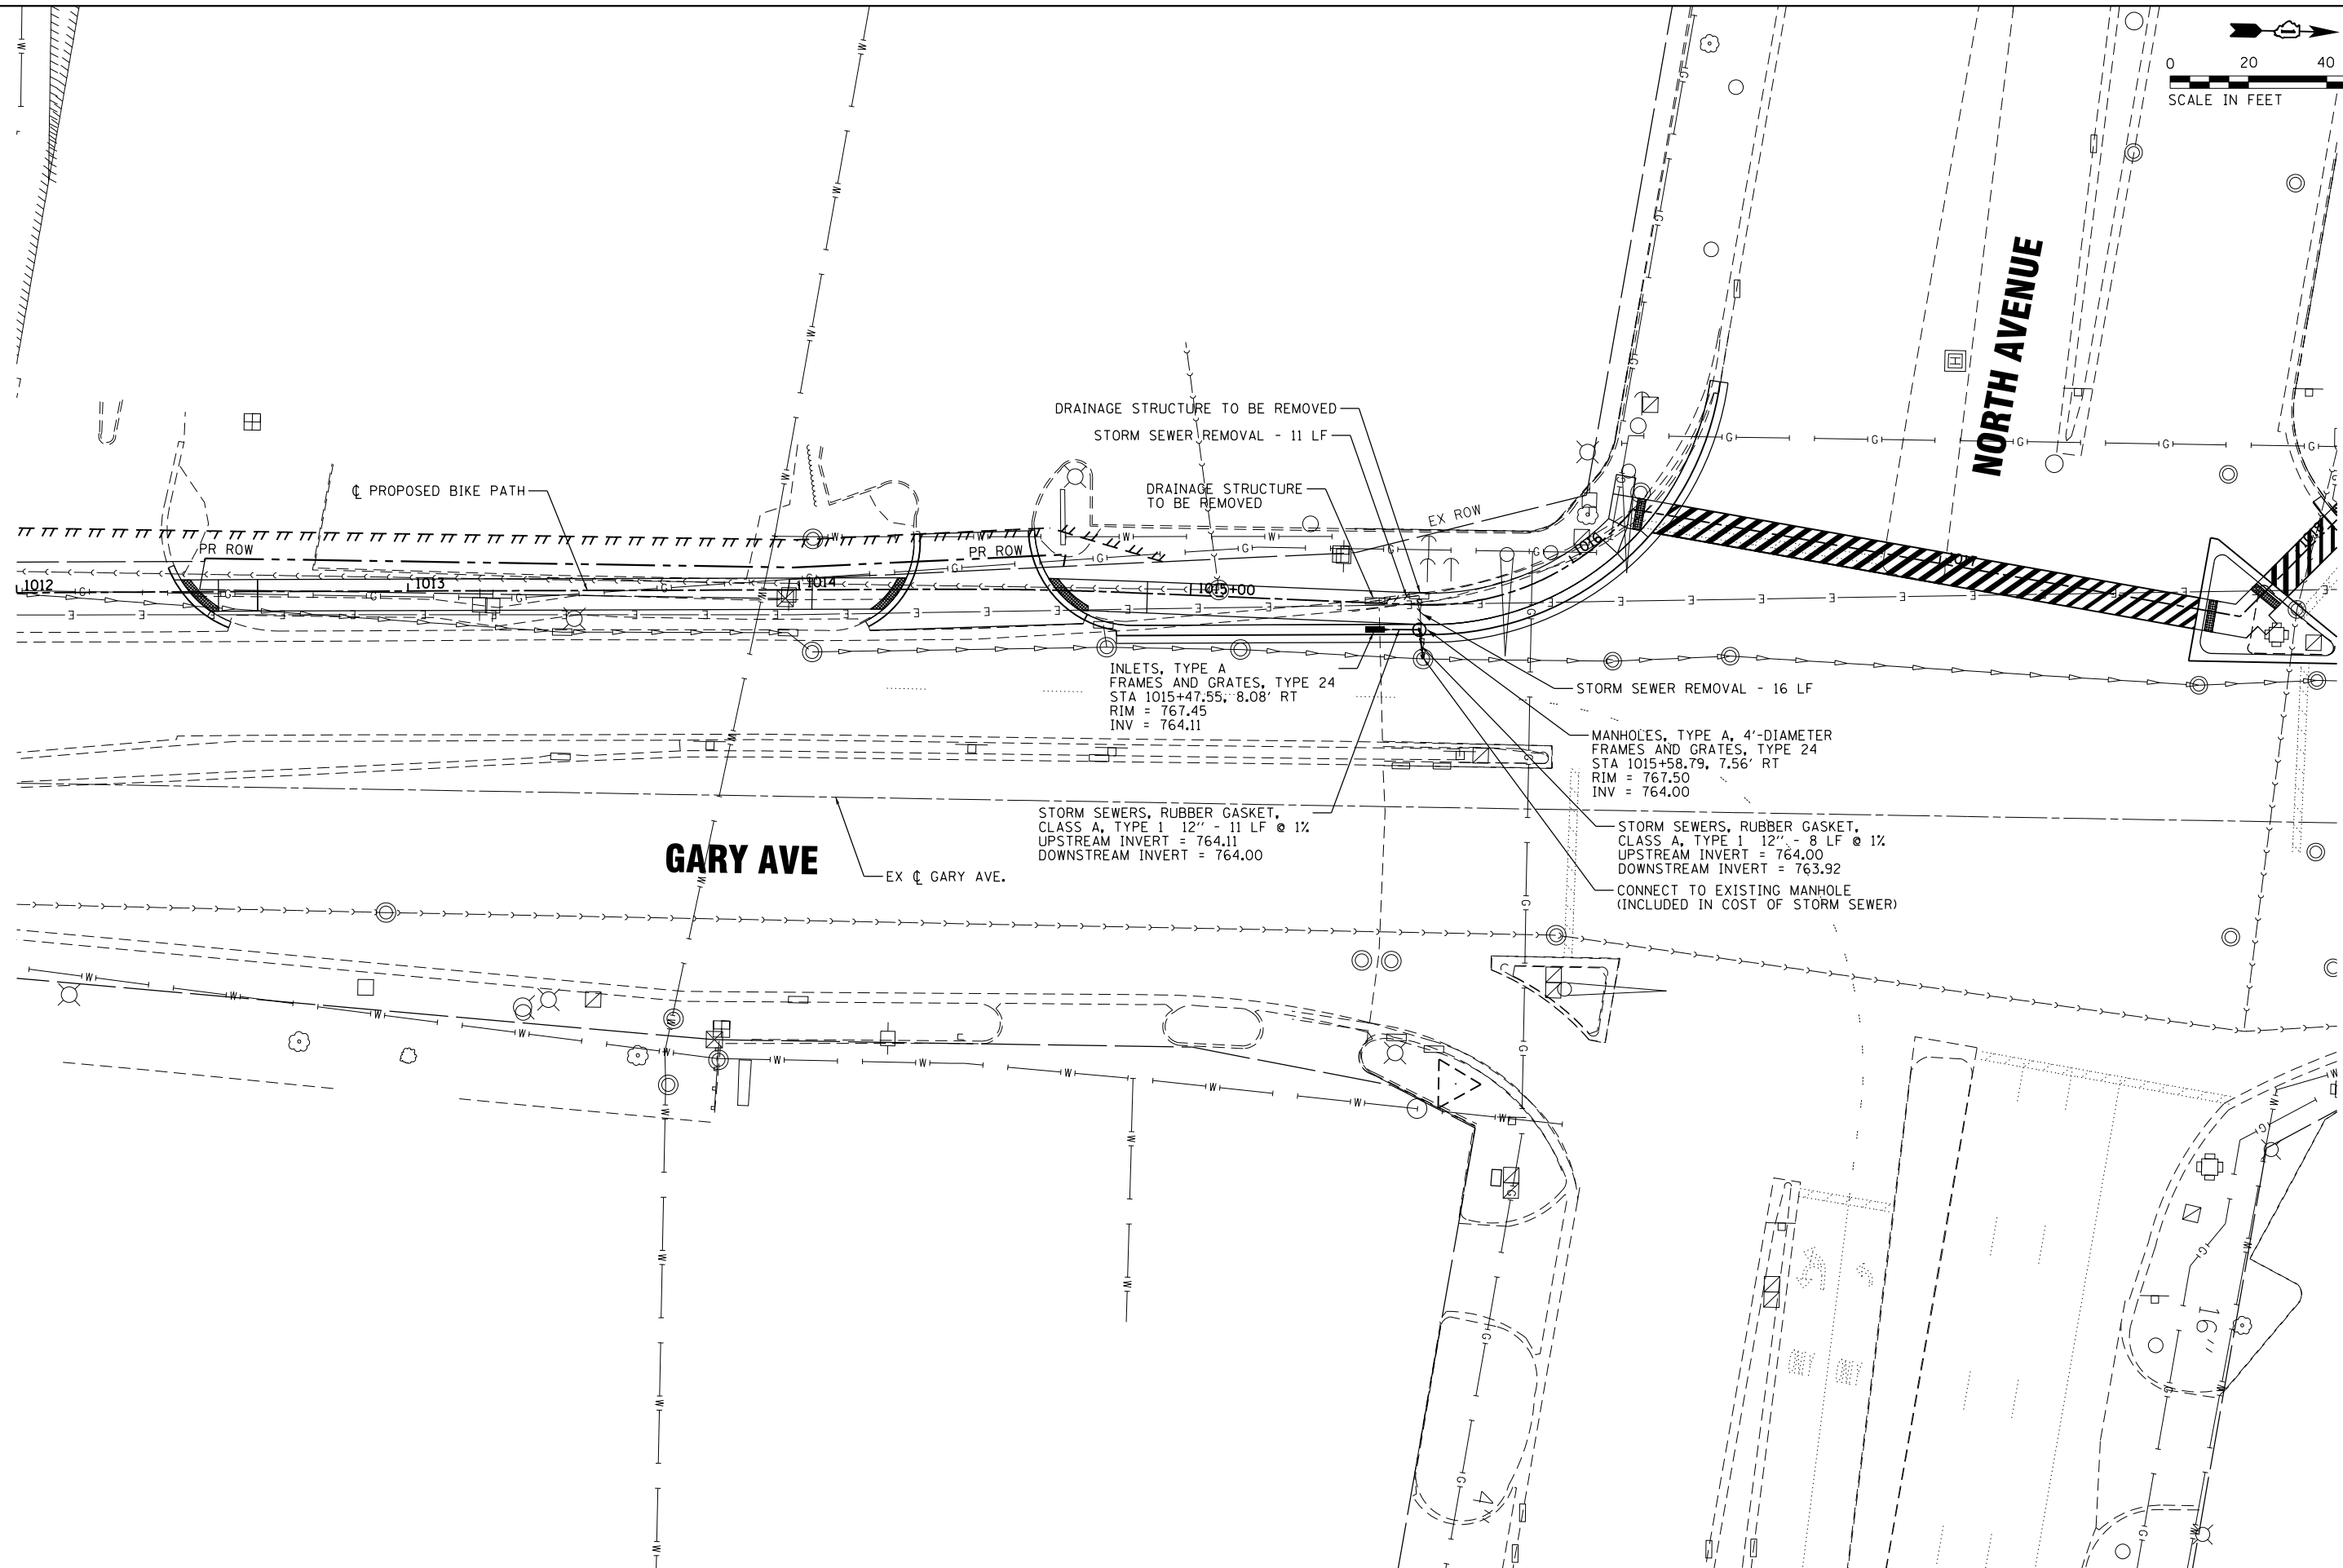 0 20 40
SCALE IN FEET
NORTH AVENUE
DRAINAGE STRUCTURE TO BE REMOVED
STORM SEWER REMOVAL - 11 LF
℄ PROPOSED BIKE PATH
DRAINAGE STRUCTURE
TO BE REMOVED
EX ROW
PR ROW
PR ROW
1012
1013
1014
1015+00
1016
1017
INLETS, TYPE A
FRAMES AND GRATES, TYPE 24
STA 1015+47.55, 8.08' RT
RIM = 767.45
INV = 764.11
STORM SEWER REMOVAL - 16 LF
MANHOLES, TYPE A, 4'-DIAMETER
FRAMES AND GRATES, TYPE 24
STA 1015+58.79, 7.56' RT
RIM = 767.50
INV = 764.00
STORM SEWERS, RUBBER GASKET,
CLASS A, TYPE 1 12'' - 11 LF @ 1%
UPSTREAM INVERT = 764.11
DOWNSTREAM INVERT = 764.00
STORM SEWERS, RUBBER GASKET,
CLASS A, TYPE 1 12'' - 8 LF @ 1%
UPSTREAM INVERT = 764.00
DOWNSTREAM INVERT = 763.92
CONNECT TO EXISTING MANHOLE
(INCLUDED IN COST OF STORM SEWER)
GARY AVE
EX ℄ GARY AVE.
16''
4''